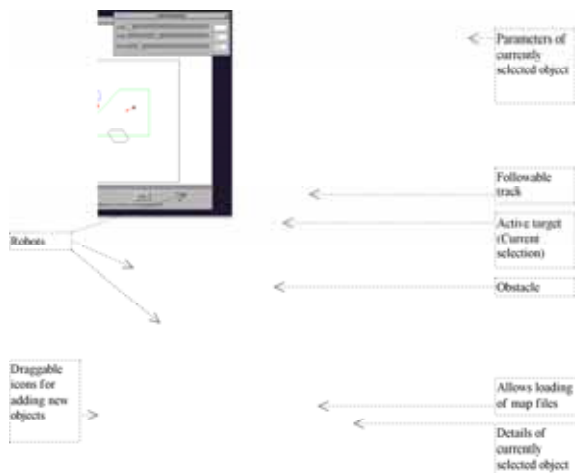 Parameters of
currently
selected object
Followable
track
Active target
(Current
selection)
Robots
Obstacle
Draggable
icons for
adding new
objects
Allows loading
of map files
Details of
currently
selected object